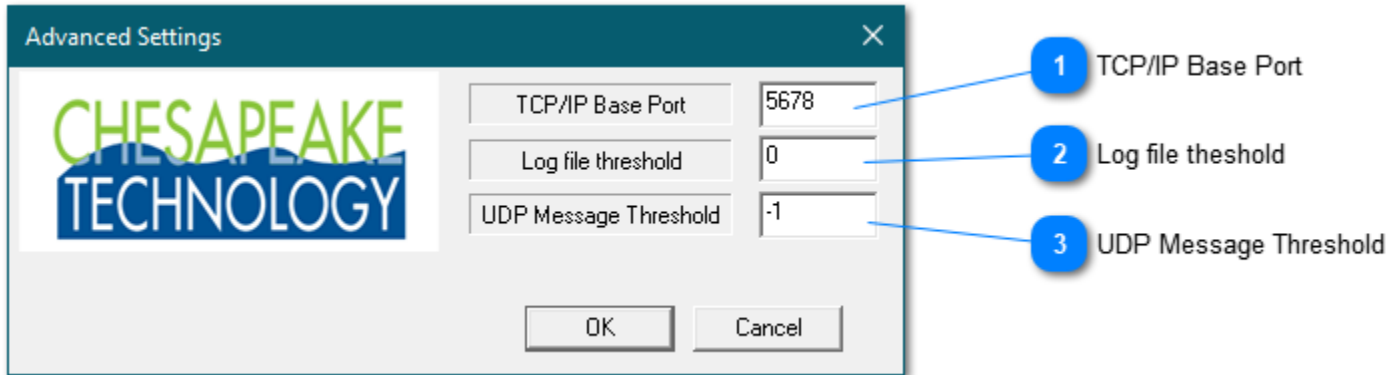 Advanced Settings
CHESAPEAKE
TECHNOLOGY
TCP/IP Base Port 5678
Log file threshold 0
UDP Message Threshold -1
OK Cancel
1 TCP/IP Base Port
2 Log file theshold
3 UDP Message Threshold